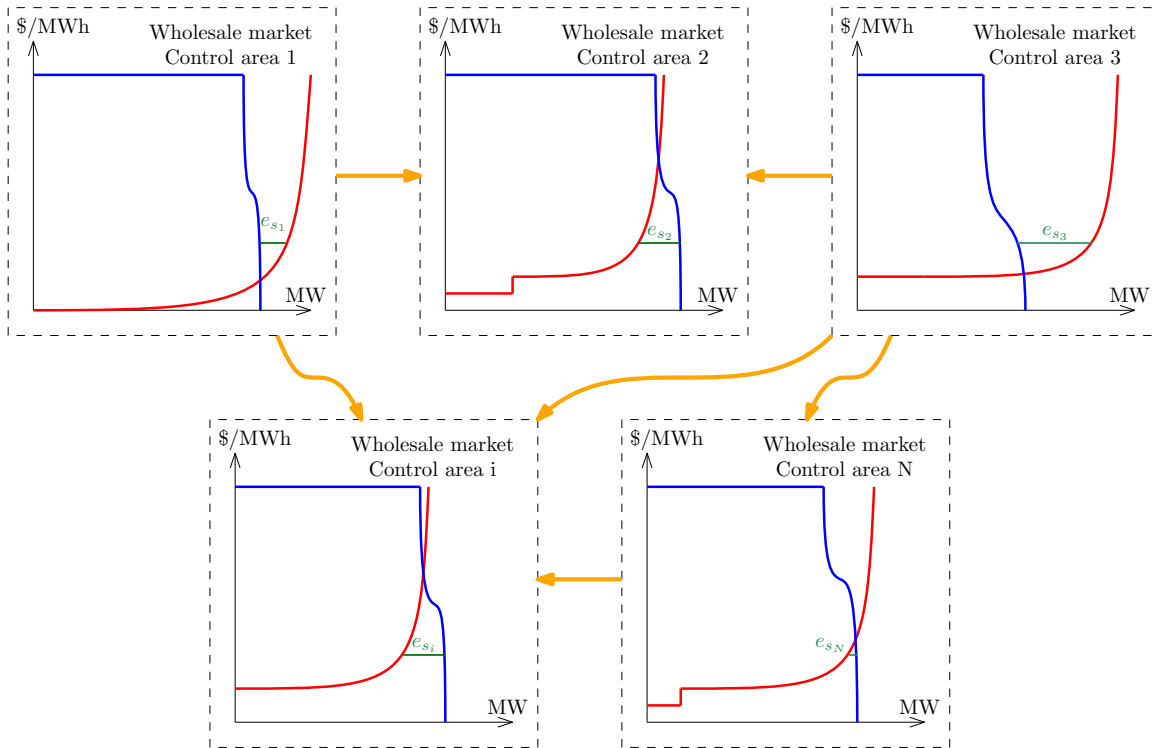 $/MWh
Wholesale market
Control area 1
e_{s_1}
MW
$/MWh
Wholesale market
Control area 2
e_{s_2}
MW
$/MWh
Wholesale market
Control area 3
e_{s_3}
MW
$/MWh
Wholesale market
Control area i
e_{s_i}
MW
$/MWh
Wholesale market
Control area N
e_{s_N}
MW